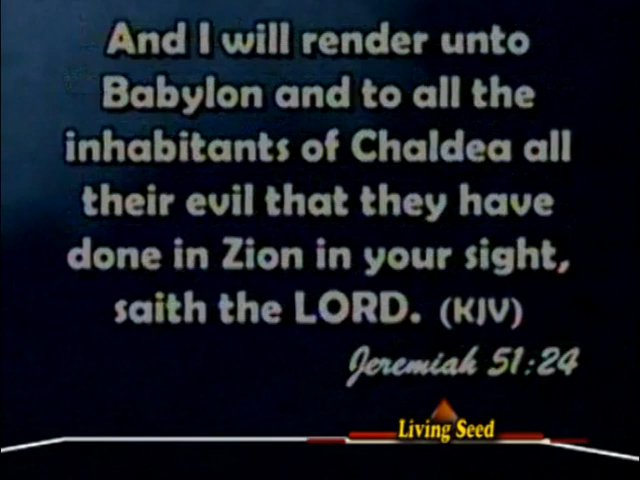 And I will render unto
Babylon and to all the
inhabitants of Chaldea all
their evil that they have
done in Zion in your sight,
saith the LORD. (KJV)
Jeremiah 51:24
Living Seed